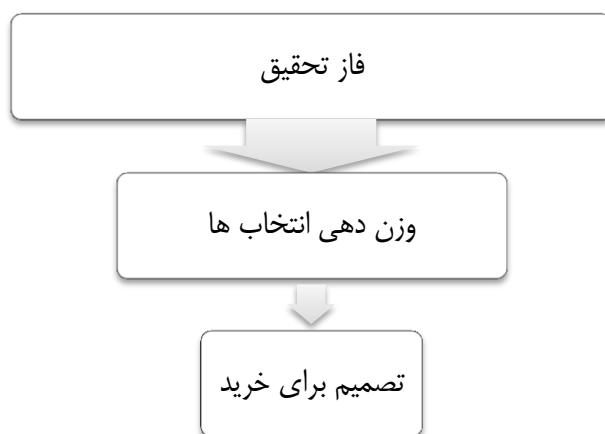 فاز تحقیق
وزن دهی انتخاب ها
تصمیم برای خرید